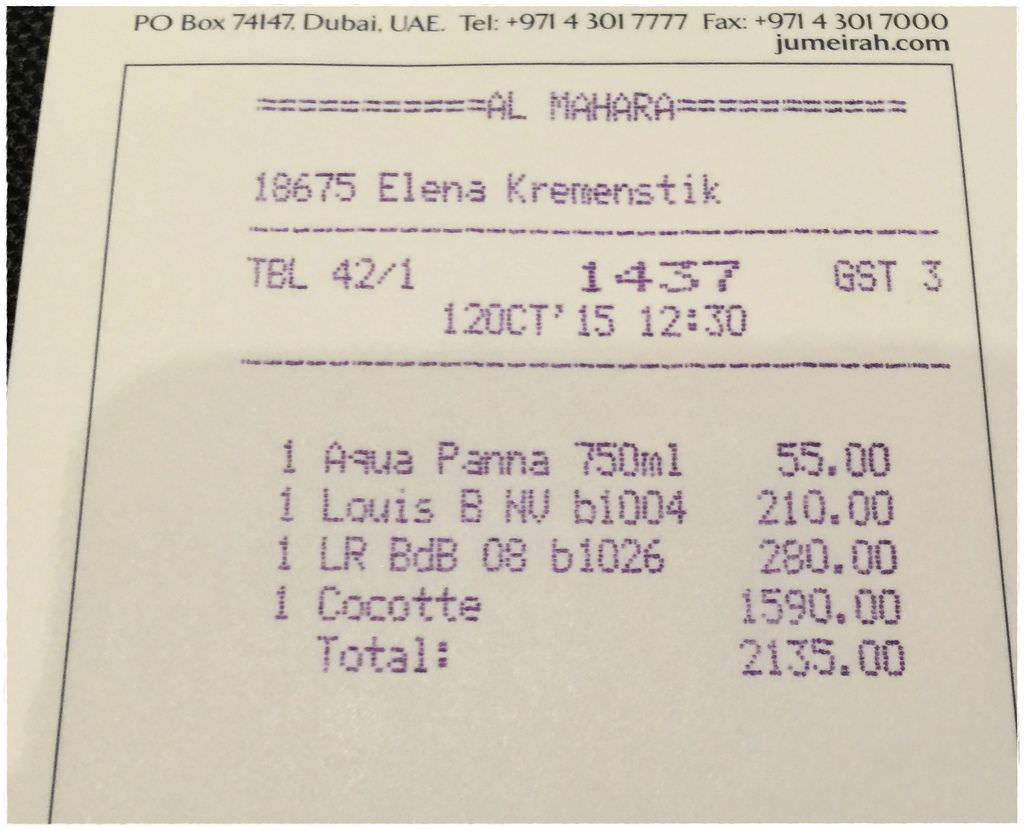 PO Box 74147. Dubai, UAE. Tel: +971 4 301 7777 Fax: +971 4 301 7000
jumeirah.com
===========AL MAHARA===========
18675 Elena Kremenstik
TBL 42/1 1437 GST 3
12OCT'15 12:30
1 Aqua Panna 750ml 55.00
1 Louis B NV b1004 210.00
1 LR BdB 08 b1026 280.00
1 Cocotte 1590.00
Total: 2135.00